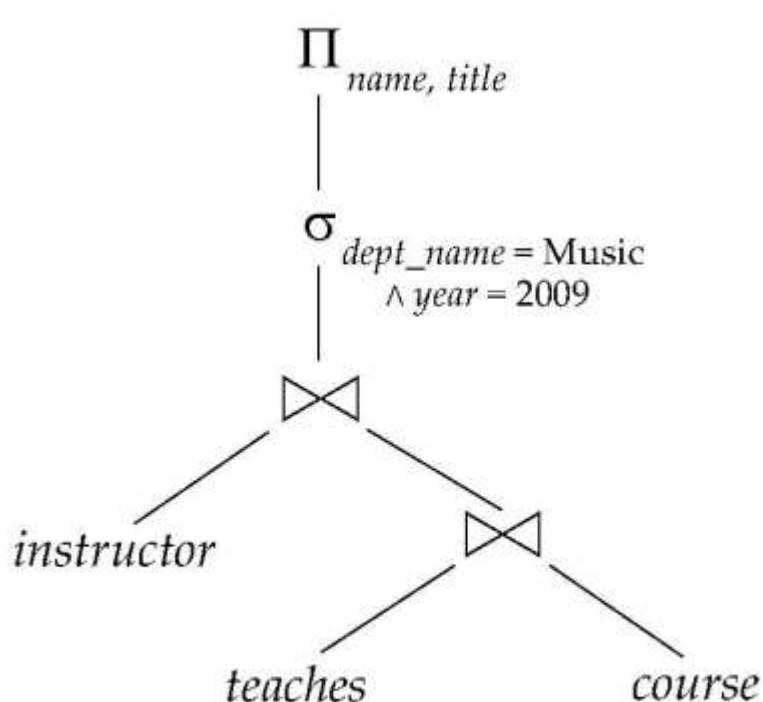 Π name, title
σ dept_name = Music
∧ year = 2009
⋈
instructor
⋈
teaches
course